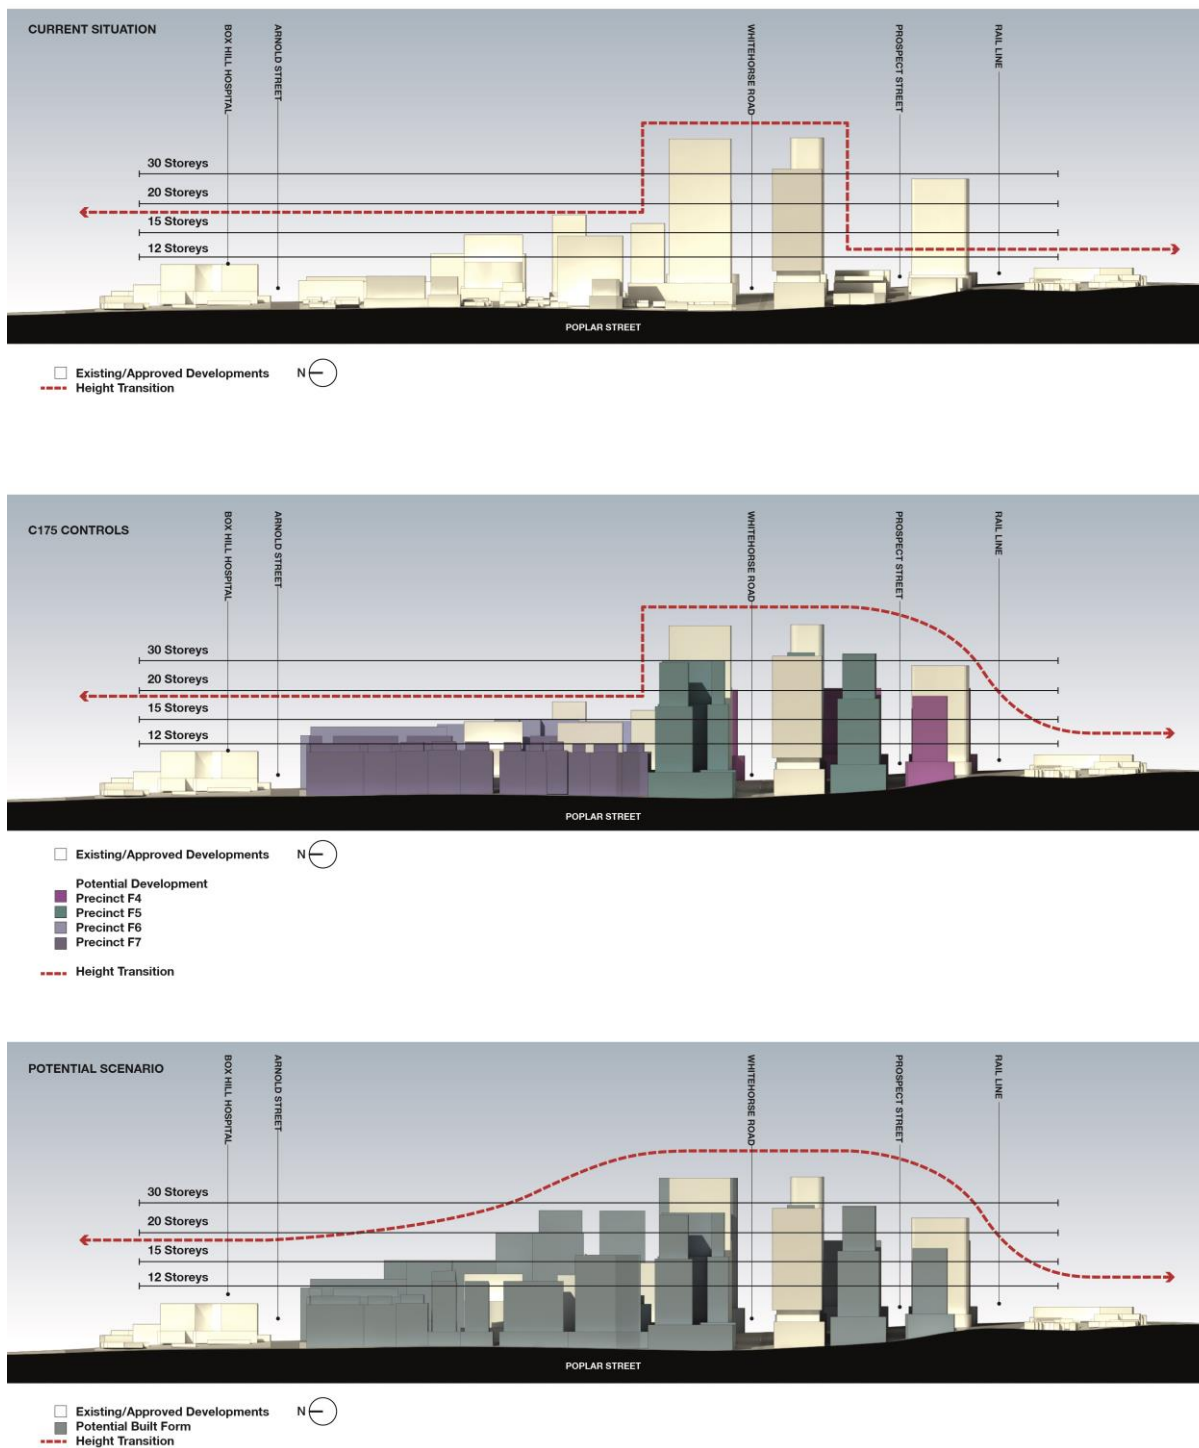 CURRENT SITUATION
BOX HILL HOSPITAL
ARNOLD STREET
WHITEHORSE ROAD
PROSPECT STREET
RAIL LINE
30 Storeys
20 Storeys
15 Storeys
12 Storeys
POPLAR STREET
Existing/Approved Developments
N
Height Transition
C175 CONTROLS
BOX HILL HOSPITAL
ARNOLD STREET
WHITEHORSE ROAD
PROSPECT STREET
RAIL LINE
30 Storeys
20 Storeys
15 Storeys
12 Storeys
POPLAR STREET
Existing/Approved Developments
N
Potential Development
Precinct F4
Precinct F5
Precinct F6
Precinct F7
Height Transition
POTENTIAL SCENARIO
BOX HILL HOSPITAL
ARNOLD STREET
WHITEHORSE ROAD
PROSPECT STREET
RAIL LINE
30 Storeys
20 Storeys
15 Storeys
12 Storeys
POPLAR STREET
Existing/Approved Developments
N
Potential Built Form
Height Transition